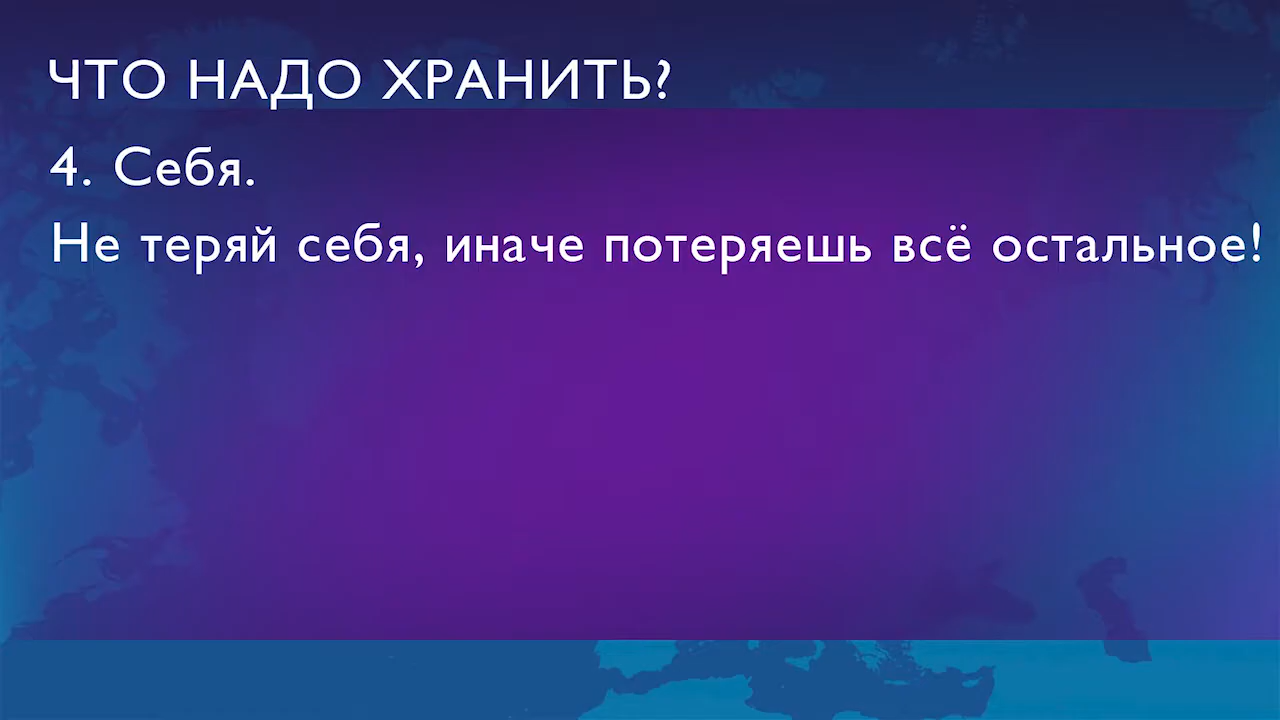 ЧТО НАДО ХРАНИТЬ?
4. Себя.
Не теряй себя, иначе потеряешь всё остальное!